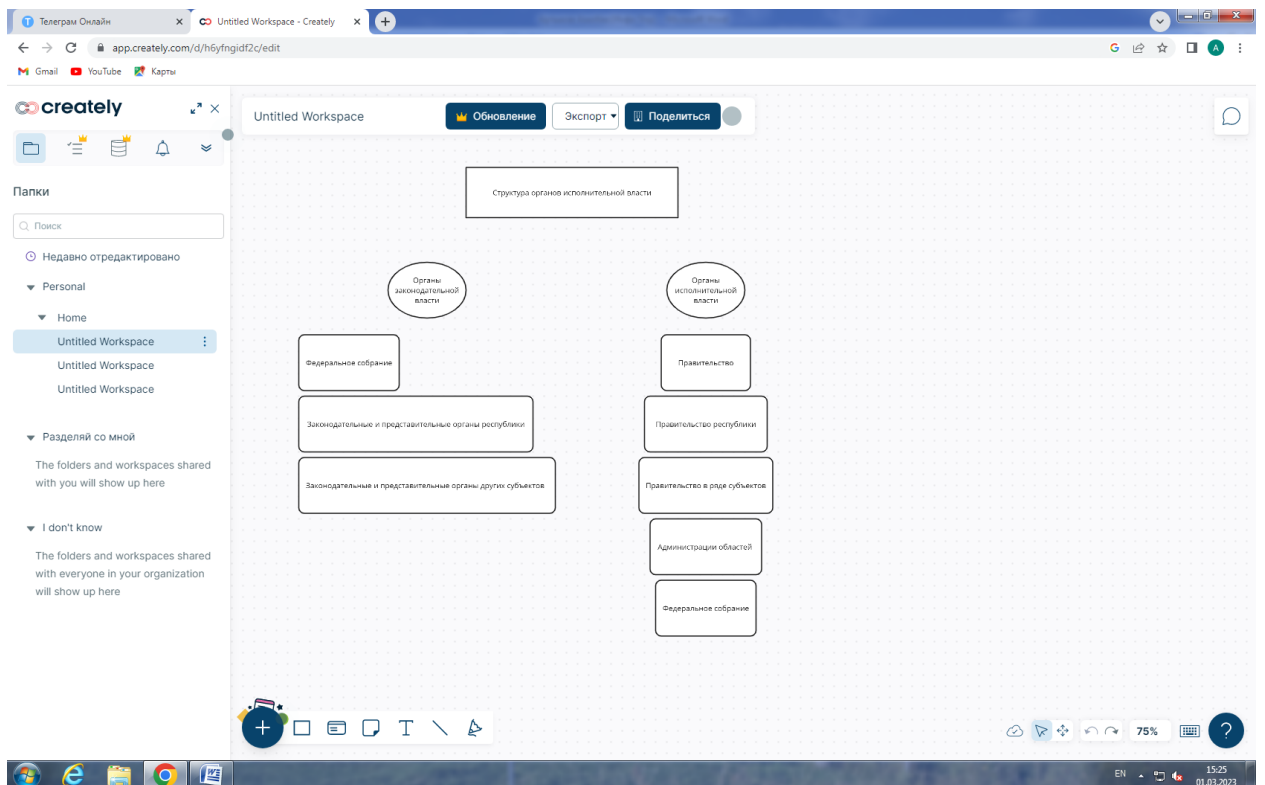 Телеграм Онлайн
Untitled Workspace - Creately
app.creately.com/d/h6yfngidf2c/edit
Gmail
YouTube
Карты
creately
Untitled Workspace
Обновление
Экспорт
Поделиться
Папки
Поиск
Недавно отредактировано
Personal
Home
Untitled Workspace
Untitled Workspace
Untitled Workspace
Разделяй со мной
The folders and workspaces shared
with you will show up here
I don't know
The folders and workspaces shared
with everyone in your organization
will show up here
Структура органов исполнительной власти
Органы
законодательной
власти
Федеральное собрание
Законодательные и представительные органы республики
Законодательные и представительные органы других субъектов
Органы
исполнительной
власти
Правительство
Правительство республики
Правительство в ряде субъектов
Администрации областей
Федеральное собрание
75%
EN
15:25
01.03.2023